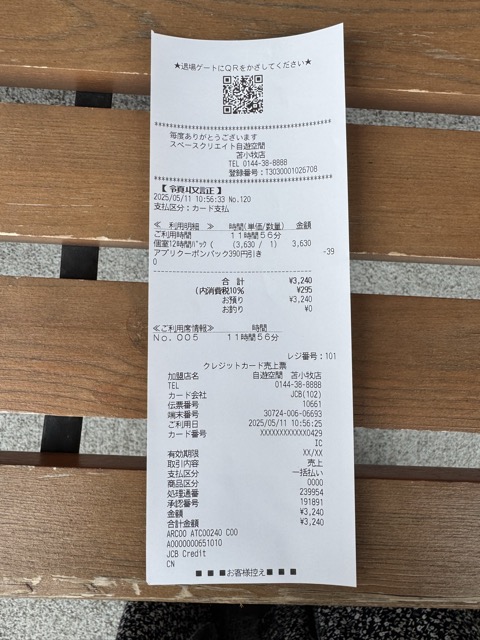 ★退場ゲートにQRをかざしてください★
********************************************
毎度ありがとうございます
スペースクリエイト自遊空間
苫小牧店
TEL 0144-38-8888
登録番号：T3030001026708
********************************************
【 領 収 証 】
2025/05/11 10:56:33 No.120
支払区分：カード支払
≪ 利用明細 ≫ 時間(単価/数量) 金額
ご利用時間 11時間56分
個室12時間ﾊﾟｯｸ ( (3,630 / 1) 3,630
アプリクーポンパック390円引き -39
0
合 計 ¥3,240
(内消費税10% ¥295
お預り ¥3,240
お釣り ¥0
≪ご利用席情報≫ 時間
No. 005 11時間56分
レジ番号：101
クレジットカード売上票
加盟店名 自遊空間 苫小牧店
TEL 0144-38-8888
カード会社 JCB(102)
伝票番号 10661
端末番号 30724-006-06693
ご利用日 2025/05/11 10:56:25
カード番号 XXXXXXXXXXXX0429
IC
有効期限 XX/XX
取引内容 売上
支払区分 一括払い
商品区分 0000
処理通番 239954
承認番号 191891
金額 ¥3,240
合計金額 ¥3,240
ARC00 ATC00240 C00
A0000000651010
JCB Credit
CN
■ ■ ■お客様控え■ ■ ■